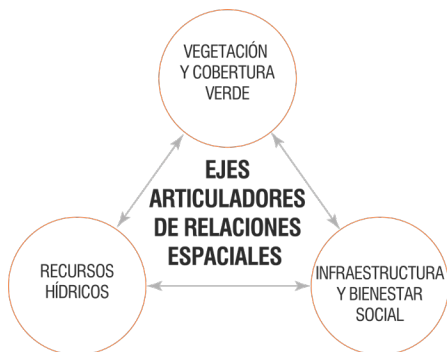 VEGETACIÓN
Y COBERTURA
VERDE
EJES
ARTICULADORES
DE RELACIONES
ESPACIALES
RECURSOS
HÍDRICOS
INFRAESTRUCTURA
Y BIENESTAR
SOCIAL